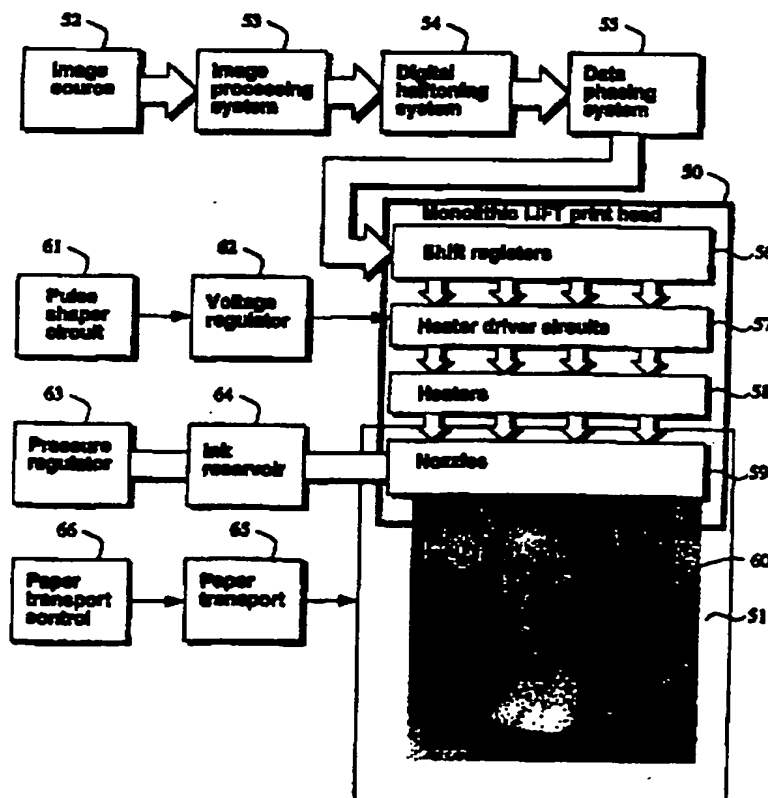 52
53
54
55
Image
source
Image
processing
system
Digital
halftoning
system
Data
phasing
system
50
Monolithic LIFT print head
Shift registers
56
61
62
Pulse
shaper
circuit
Voltage
regulator
Heater driver circuits
57
Heaters
58
63
64
Pressure
regulator
Ink
reservoir
Nozzles
59
66
65
Paper
transport
control
Paper
transport
60
51